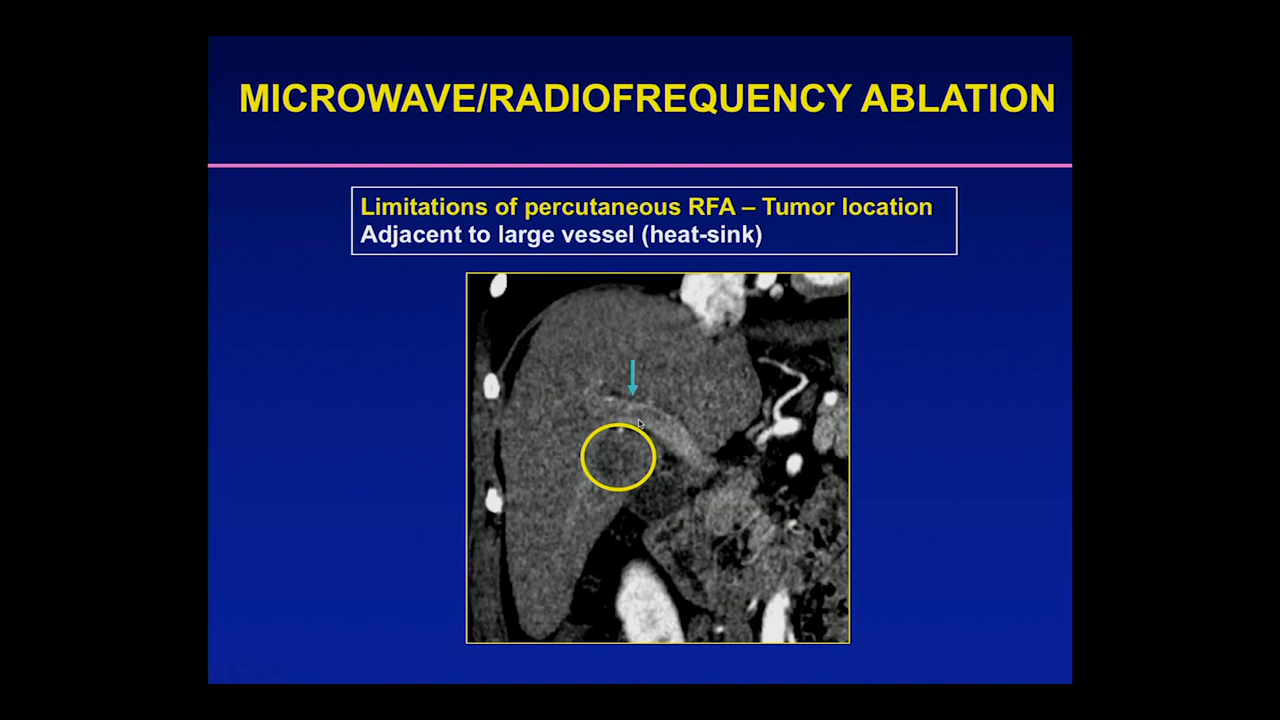 MICROWAVE/RADIOFREQUENCY ABLATION
Limitations of percutaneous RFA – Tumor location
Adjacent to large vessel (heat-sink)